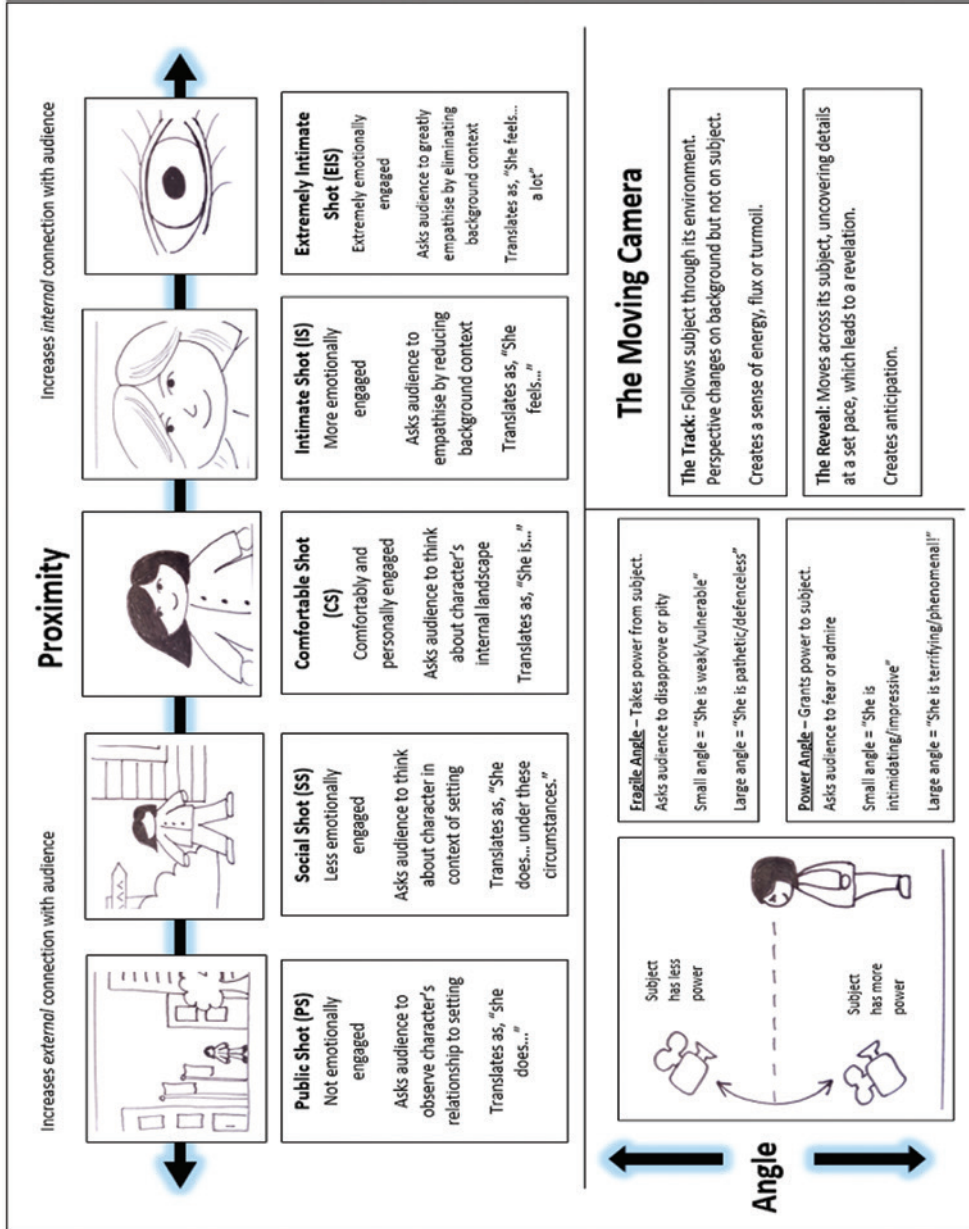 Increases external connection with audience
Proximity
Increases internal connection with audience
Public Shot (PS)
Not emotionally
engaged
Asks audience to
observe character's
relationship to setting
Translates as, "she
does..."
Social Shot (SS)
Less emotionally
engaged
Asks audience to think
about character in
context of setting
Translates as, "She
does... under these
circumstances."
Comfortable Shot
(CS)
Comfortably and
personally engaged
Asks audience to think
about character's
internal landscape
Translates as, "She is..."
Intimate Shot (IS)
More emotionally
engaged
Asks audience to
empathise by reducing
background context
Translates as, "She
feels..."
Extremely Intimate
Shot (EIS)
Extremely emotionally
engaged
Asks audience to greatly
empathise by eliminating
background context
Translates as, "She feels...
a lot"
Angle
Subject
has less
power
Subject
has more
power
Fragile Angle – Takes power from subject.
Asks audience to disapprove or pity
Small angle = "She is weak/vulnerable"
Large angle = "She is pathetic/defenceless"
Power Angle – Grants power to subject.
Asks audience to fear or admire
Small angle = "She is
intimidating/impressive"
Large angle = "She is terrifying/phenomenal!"
The Moving Camera
The Track: Follows subject through its environment.
Perspective changes on background but not on subject.
Creates a sense of energy, flux or turmoil.
The Reveal: Moves across its subject, uncovering details
at a set pace, which leads to a revelation.
Creates anticipation.